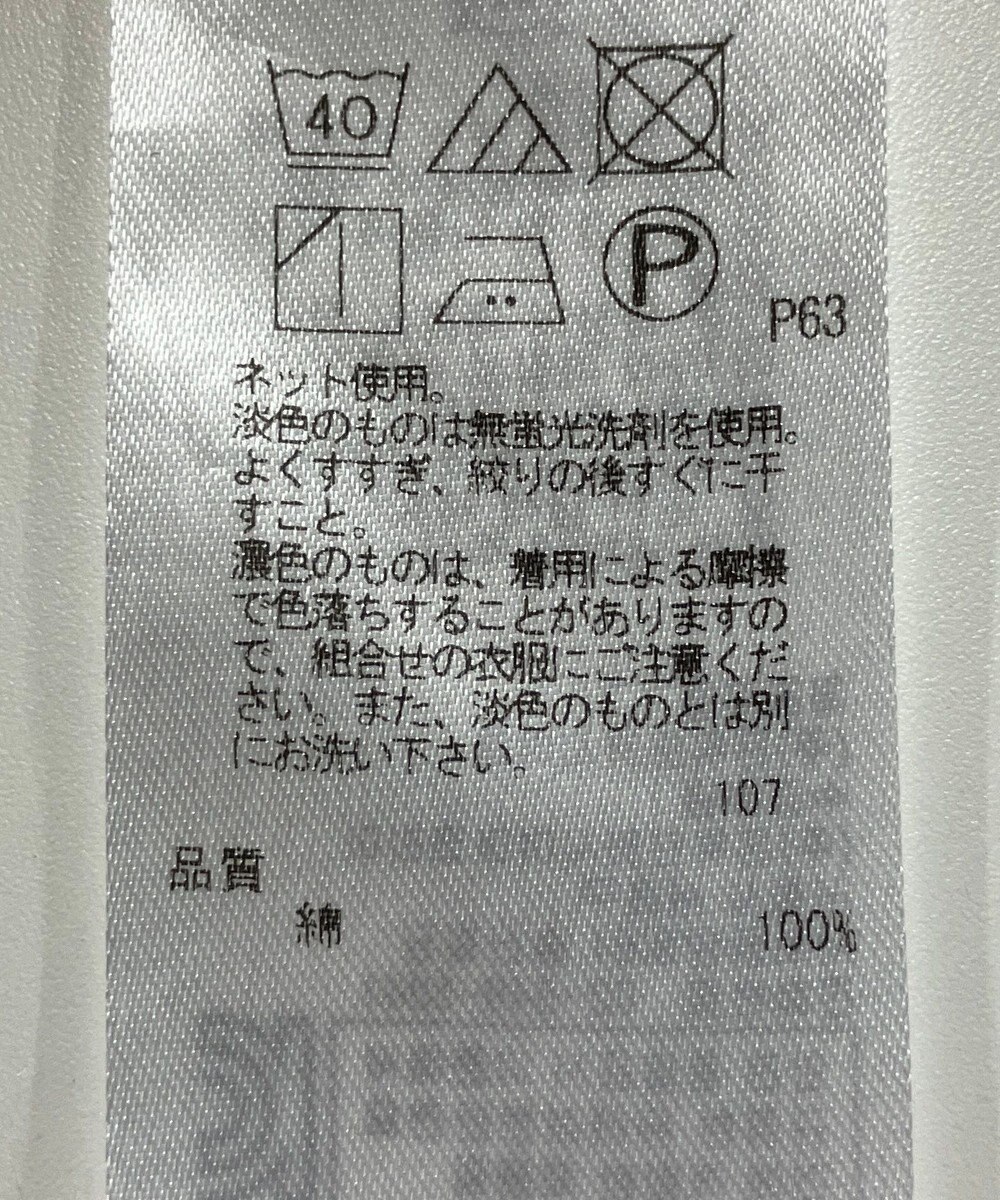 40
P
P63
ネット使用。
淡色のものは無蛍光洗剤を使用。
よくすすぎ、絞りの後すぐに干
すこと。
濃色のものは、着用による摩擦
で色落ちすることがありますの
で、組合せの衣服にご注意くだ
さい。また、淡色のものとは別
にお洗い下さい。
107
品質
綿 100%